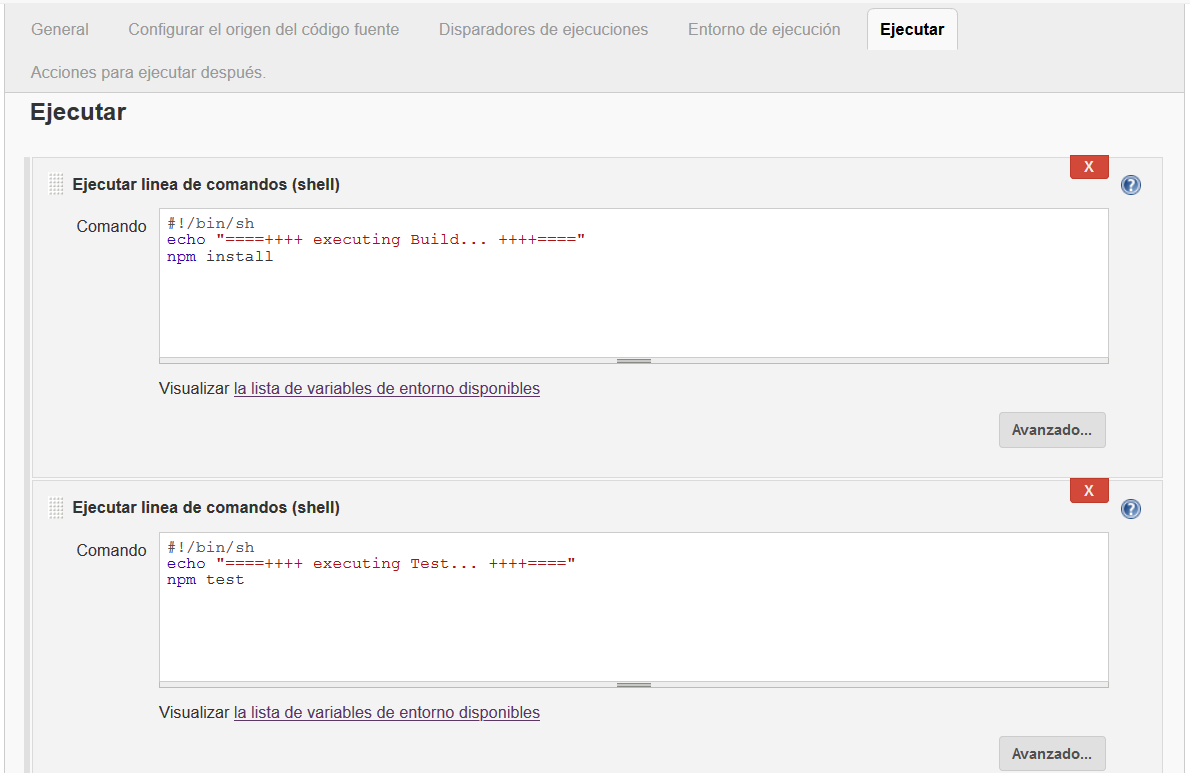 General Configurar el origen del código fuente Disparadores de ejecuciones Entorno de ejecución Ejecutar
Acciones para ejecutar después.
Ejecutar
X
Ejecutar linea de comandos (shell) ?
Comando
#!/bin/sh
echo "====++++ executing Build... ++++===="
npm install
Visualizar la lista de variables de entorno disponibles
Avanzado...
X
Ejecutar linea de comandos (shell) ?
Comando
#!/bin/sh
echo "====++++ executing Test... ++++===="
npm test
Visualizar la lista de variables de entorno disponibles
Avanzado...